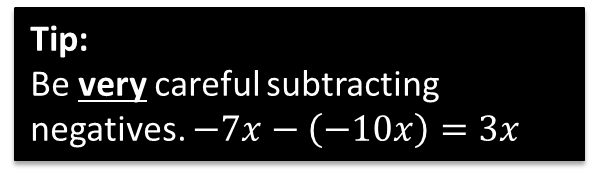 Tip:
Be very careful subtracting
negatives. −7x − (−10x) = 3x